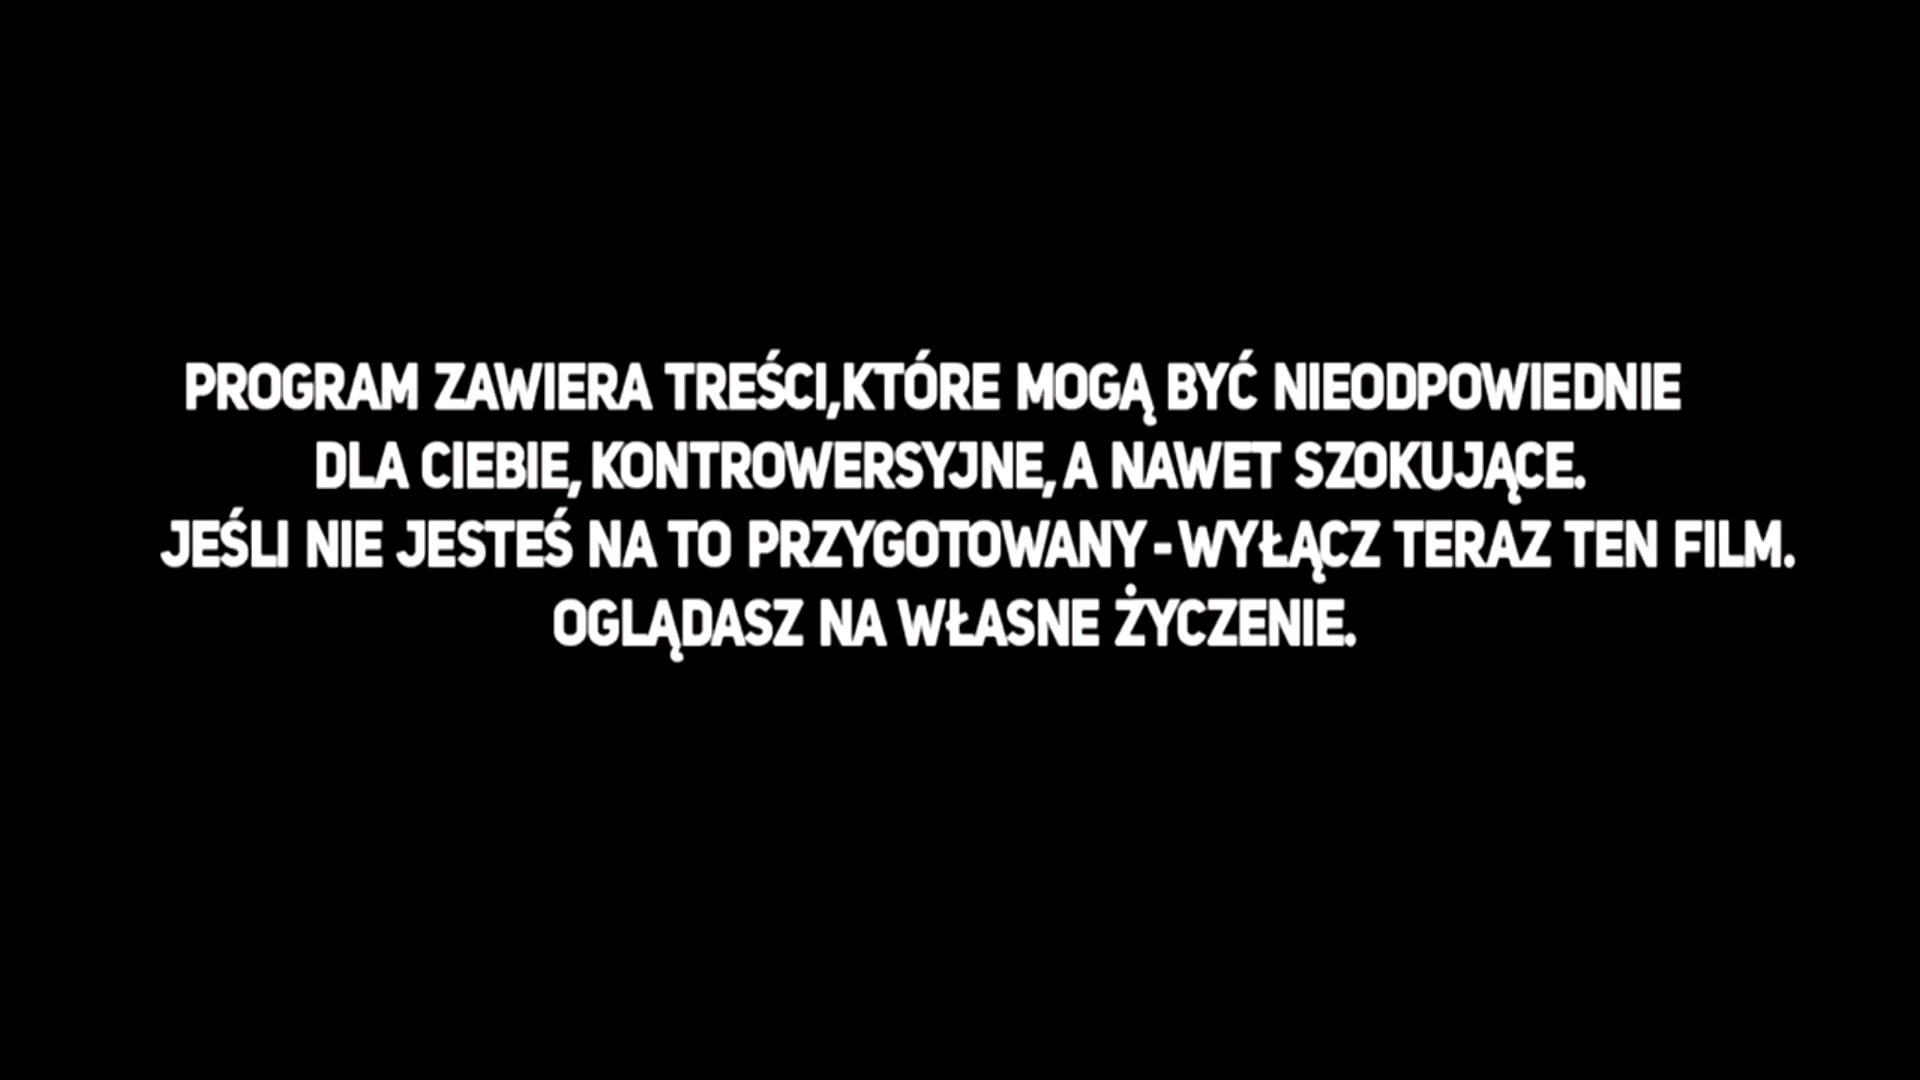 PROGRAM ZAWIERA TREŚCI,KTÓRE MOGĄ BYĆ NIEODPOWIEDNIE
DLA CIEBIE, KONTROWERSYJNE, A NAWET SZOKUJĄCE.
JEŚLI NIE JESTEŚ NA TO PRZYGOTOWANY - WYŁĄCZ TERAZ TEN FILM.
OGLĄDASZ NA WŁASNE ŻYCZENIE.